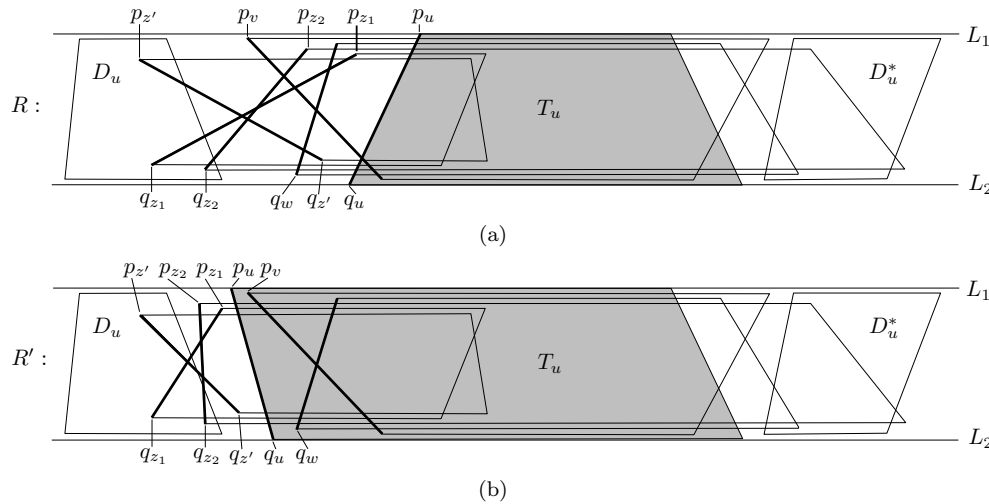 p_{z'} p_v p_{z_2} p_{z_1} p_u
L_1
D_u D_u^*
R : T_u
q_{z_1} q_{z_2} q_w q_{z'} q_u L_2
(a)
p_{z'} p_{z_2} p_{z_1} p_u p_v
L_1
D_u D_u^*
R' : T_u
q_{z_1} q_{z_2} q_{z'} q_u q_w L_2
(b)